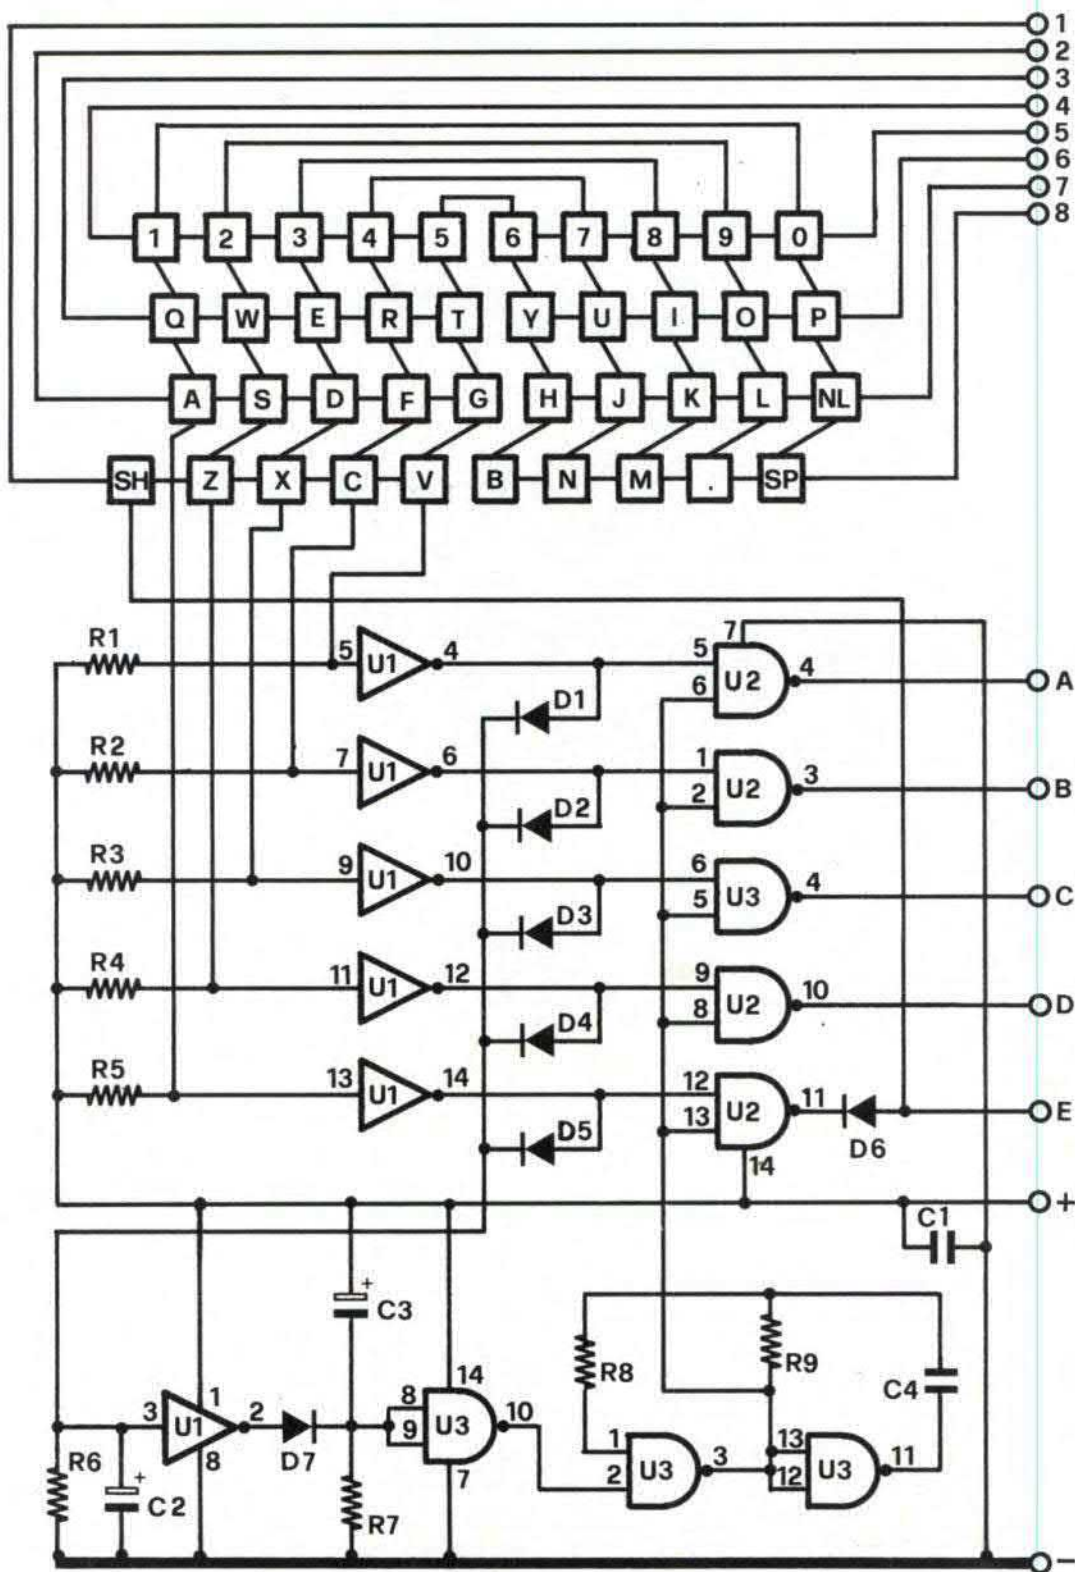 1
2
3
4
5
6
7
8
1 2 3 4 5 6 7 8 9 0
Q W E R T Y U I O P
A S D F G H J K L NL
SH Z X C V B N M . SP
R1 5 U1 4 5 6 7 U2 4 A
D1
R2 7 U1 6 1 2 U2 3 B
D2
R3 9 U1 10 6 5 U3 4 C
D3
R4 11 U1 12 9 8 U2 10 D
D4
R5 13 U1 14 12 13 U2 11 E
D5 14 D6
+
C1
+ C3
R8 R9 C4
3 U1 1 2 8 D7 8 9 14 U3 10 7
1 2 U3 3 13 12 U3 11
R6 + C2 R7
−